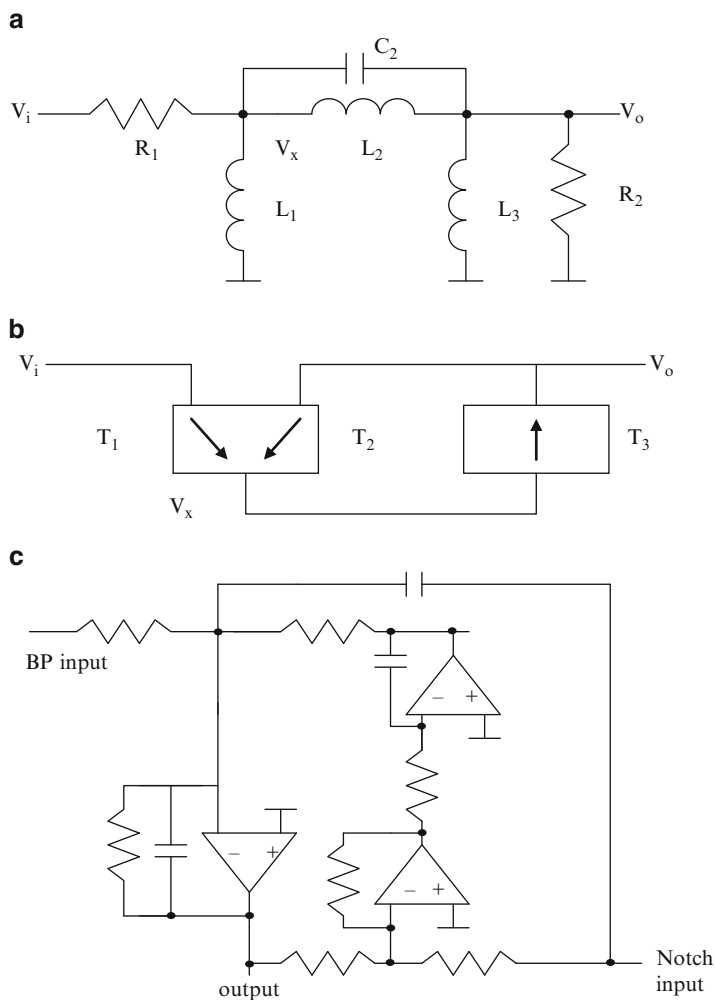 a
C₂
Vᵢ
Vₒ
R₁
Vₓ
L₂
L₁
L₃
R₂
b
Vᵢ
Vₒ
T₁
T₂
T₃
Vₓ
c
BP input
− +
− +
− +
output
Notch
input